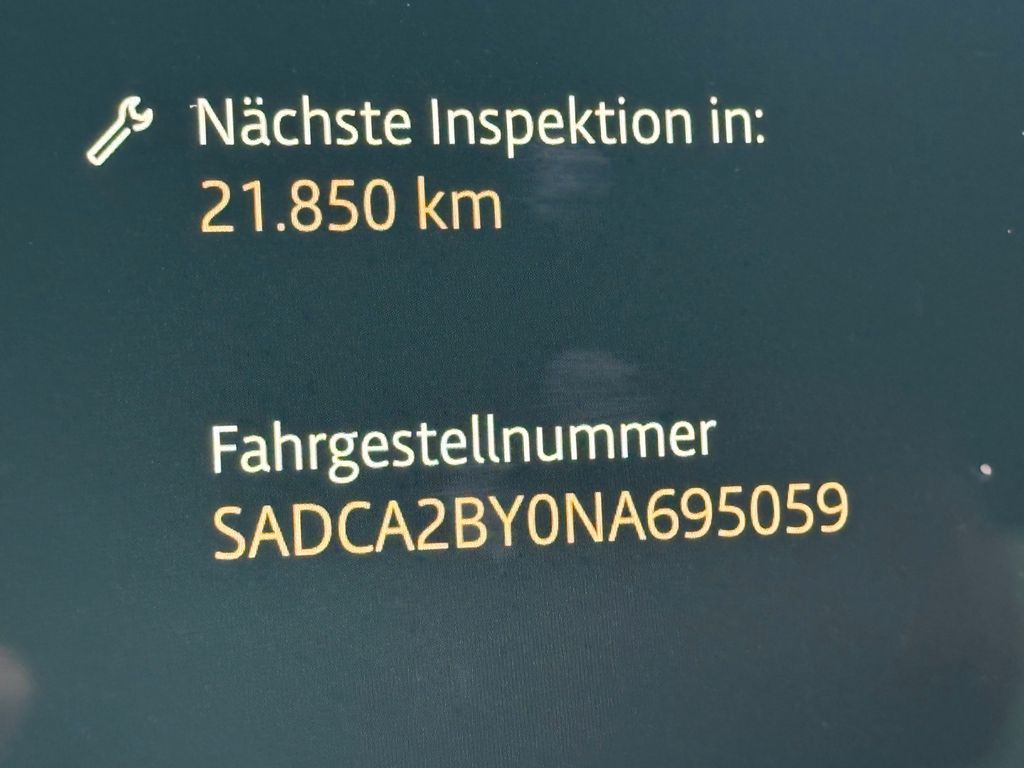 Nächste Inspektion in:
21.850 km
Fahrgestellnummer
SADCA2BY0NA695059